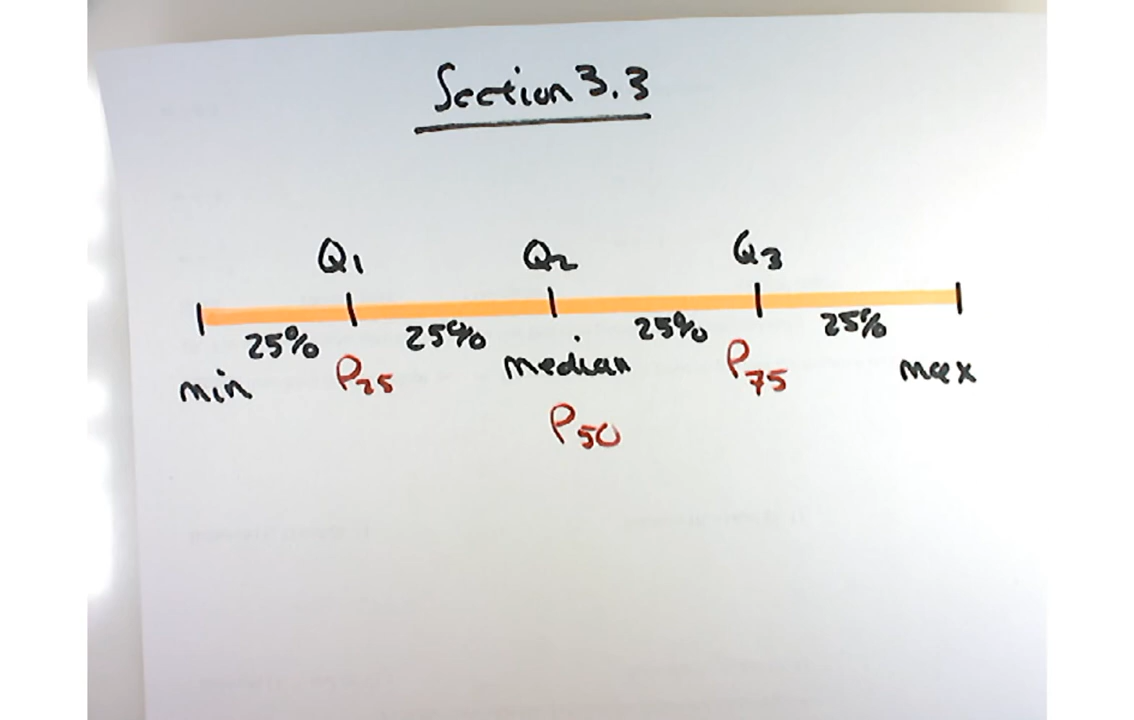 Section 3.3
Q1 Q2 Q3
25% 25% 25% 25%
min P25 median P75 max
P50